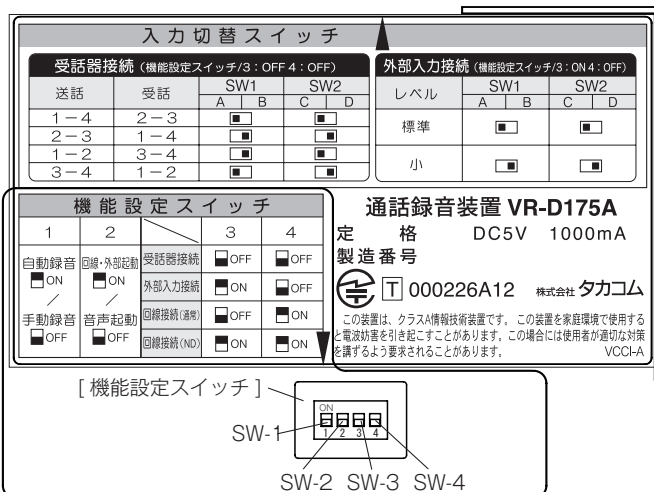 入力切替スイッチ
受話器接続（機能設定スイッチ/3：OFF 4：OFF）
送話 受話 SW1 SW2
A B C D
1－4 2－3
2－3 1－4
1－2 3－4
3－4 1－2
外部入力接続（機能設定スイッチ/3：ON 4：OFF）
レベル SW1 SW2
A B C D
標準
小
機能設定スイッチ
1 2 3 4
自動録音 ON ／ 手動録音 OFF
回線・外部起動 ON ／ 音声起動 OFF
受話器接続 OFF OFF
外部入力接続 ON OFF
回線接続（通常） OFF ON
回線接続（ND） ON ON
通話録音装置 VR-D175A
定格 DC5V 1000mA
製造番号
T 000226A12 株式会社 タカコム
この装置は、クラスA情報技術装置です。この装置を家庭環境で使用する
と電波妨害を引き起こすことがあります。この場合には使用者が適切な対策
を講ずるよう要求されることがあります。 VCCI-A
[機能設定スイッチ]
ON
1 2 3 4
SW-1
SW-2 SW-3 SW-4